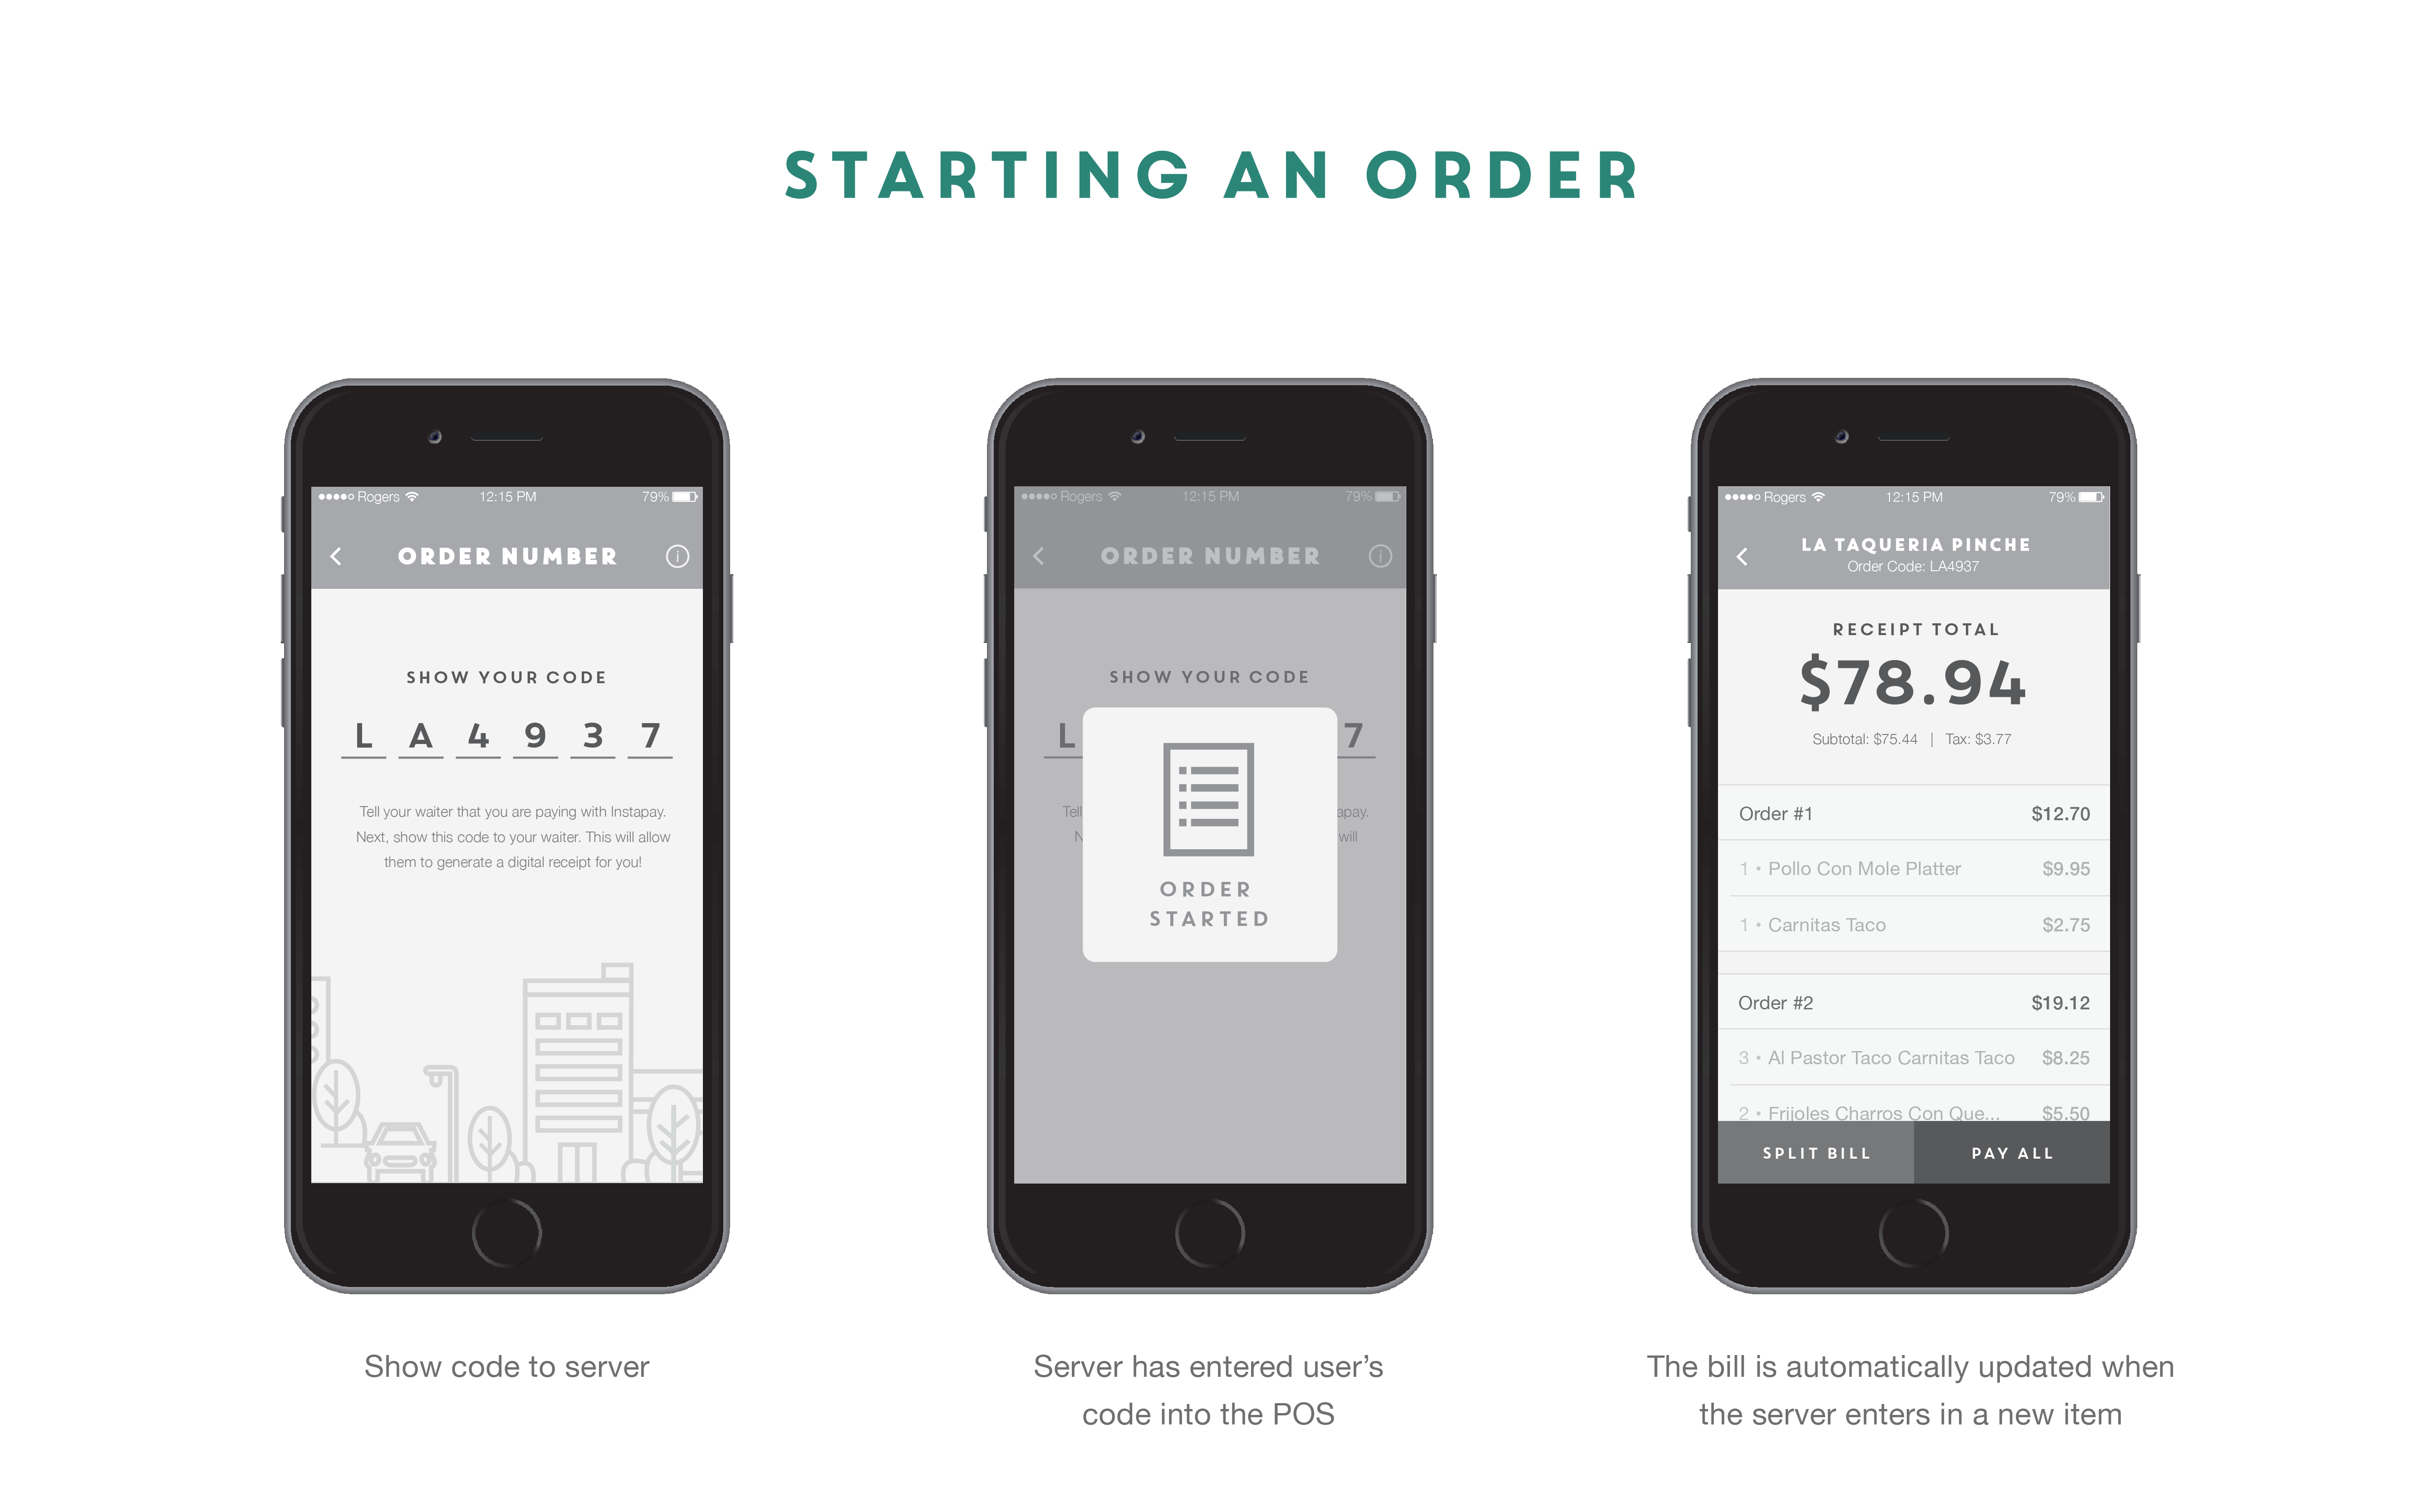 STARTING AN ORDER
Rogers 12:15 PM 79%
ORDER NUMBER
SHOW YOUR CODE
L A 4 9 3 7
Tell your waiter that you are paying with Instapay.
Next, show this code to your waiter. This will allow
them to generate a digital receipt for you!
Show code to server
Rogers 12:15 PM 79%
ORDER NUMBER
SHOW YOUR CODE
L 7
Tell apay.
N will
ORDER
STARTED
Server has entered user's
code into the POS
Rogers 12:15 PM 79%
LA TAQUERIA PINCHE
Order Code: LA4937
RECEIPT TOTAL
$78.94
Subtotal: $75.44 | Tax: $3.77
Order #1 $12.70
1 • Pollo Con Mole Platter $9.95
1 • Carnitas Taco $2.75
Order #2 $19.12
3 • Al Pastor Taco Carnitas Taco $8.25
2 • Frijoles Charros Con Que... $5.50
SPLIT BILL PAY ALL
The bill is automatically updated when
the server enters in a new item